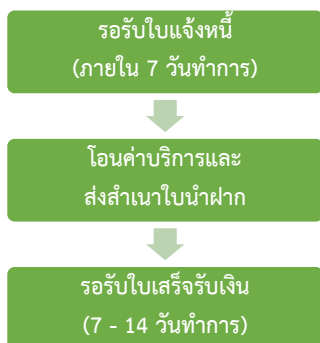 รอรับใบแจ้งหนี้
(ภายใน 7 วันทำการ)
โอนค่าบริการและ
ส่งสำเนาใบนำฝาก
รอรับใบเสร็จรับเงิน
(7 - 14 วันทำการ)